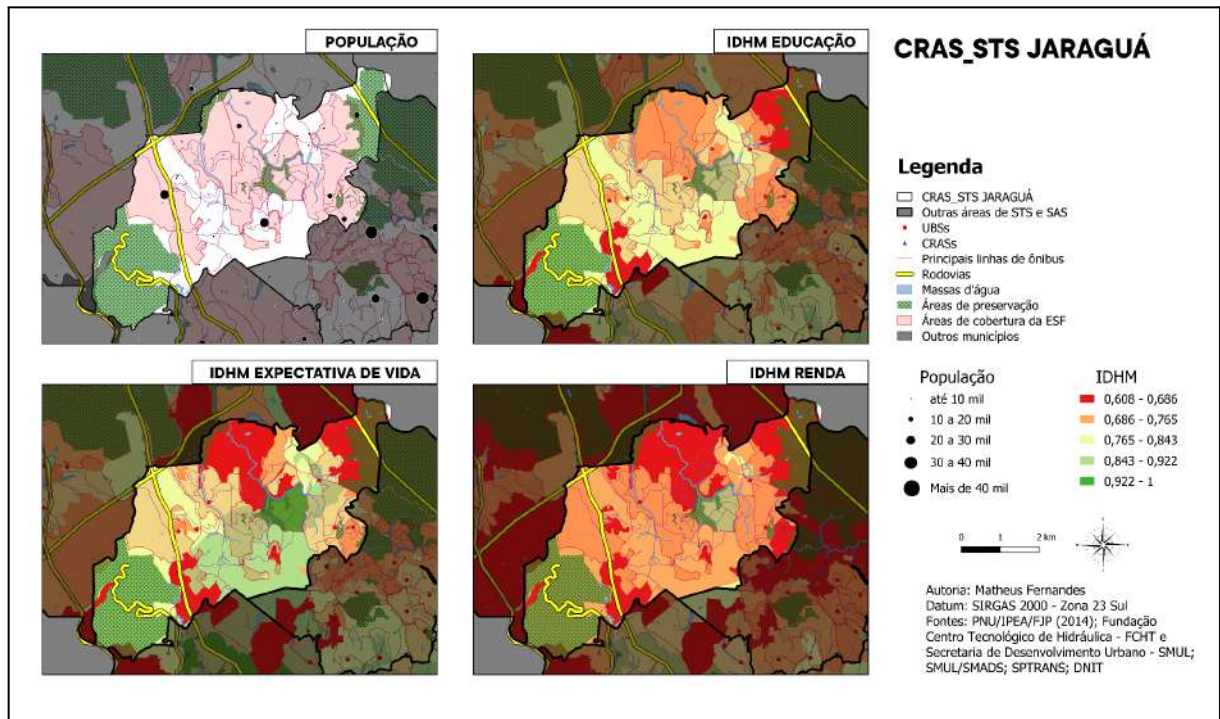 POPULAÇÃO
IDHM EDUCAÇÃO
CRAS_STS JARAGUÁ
IDHM EXPECTATIVA DE VIDA
IDHM RENDA
Legenda
CRAS_STS JARAGUÁ
Outras áreas de STS e SAS
UBSs
CRASs
Principais linhas de ônibus
Rodovias
Massas d'água
Áreas de preservação
Áreas de cobertura da ESF
Outros municípios
População
até 10 mil
10 a 20 mil
20 a 30 mil
30 a 40 mil
Mais de 40 mil
IDHM
0,608 - 0,686
0,686 - 0,765
0,765 - 0,843
0,843 - 0,922
0,922 - 1
0 1 2 km
Autoria: Matheus Fernandes
Datum: SIRGAS 2000 - Zona 23 Sul
Fontes: PNU/IPEA/FJP (2014); Fundação
Centro Tecnológico de Hidráulica - FCHT e
Secretaria de Desenvolvimento Urbano - SMUL;
SMUL/SMADS; SPTRANS; DNIT